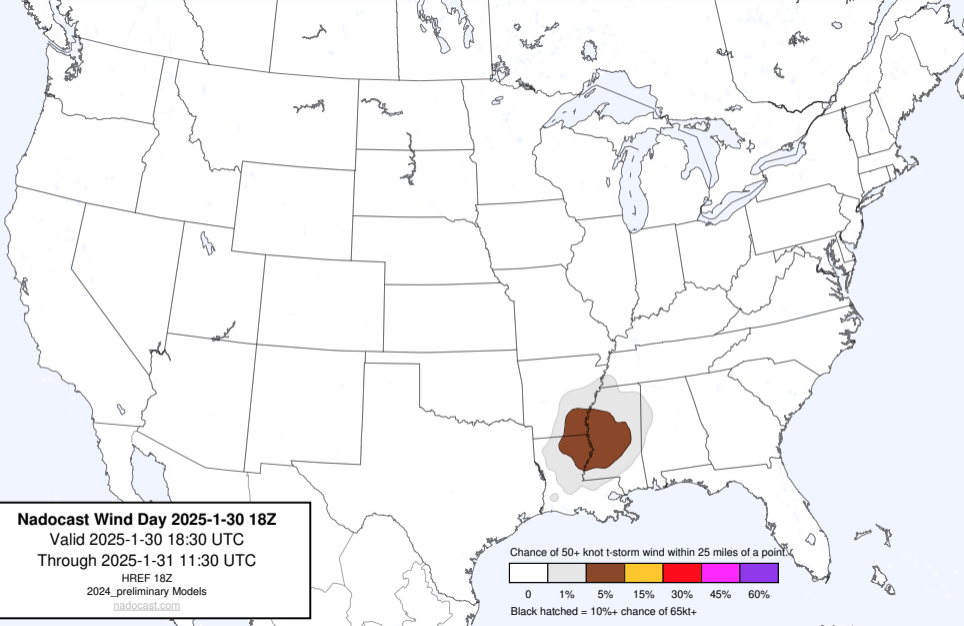 Nadocast Wind Day 2025-1-30 18Z
Valid 2025-1-30 18:30 UTC
Through 2025-1-31 11:30 UTC
HREF 18Z
2024_preliminary Models
nadocast.com
Chance of 50+ knot t-storm wind within 25 miles of a point.
0 1% 5% 15% 30% 45% 60%
Black hatched = 10%+ chance of 65kt+